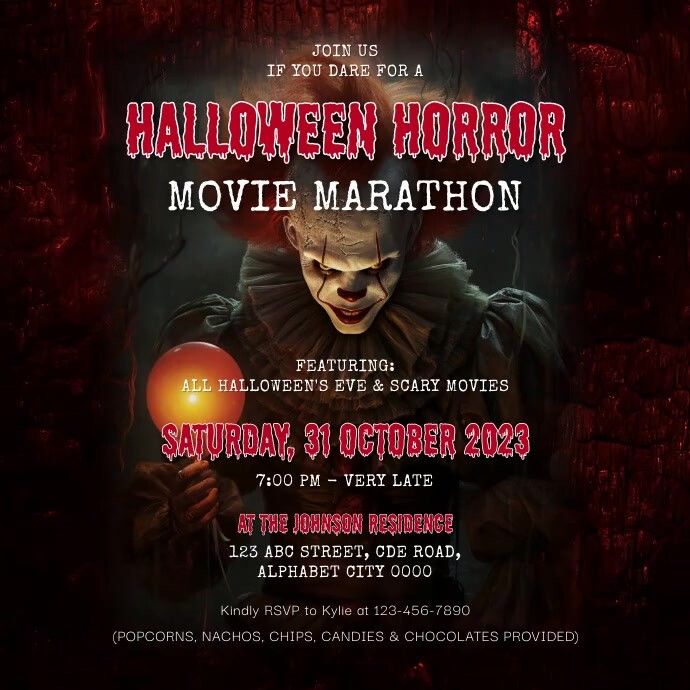 JOIN US
IF YOU DARE FOR A
HALLOWEEN HORROR
MOVIE MARATHON
FEATURING:
ALL HALLOWEEN'S EVE & SCARY MOVIES
SATURDAY, 31 OCTOBER 2023
7:00 PM – VERY LATE
AT THE JOHNSON RESIDENCE
123 ABC STREET, CDE ROAD,
ALPHABET CITY 0000
Kindly RSVP to Kylie at 123-456-7890
(POPCORNS, NACHOS, CHIPS, CANDIES & CHOCOLATES PROVIDED)